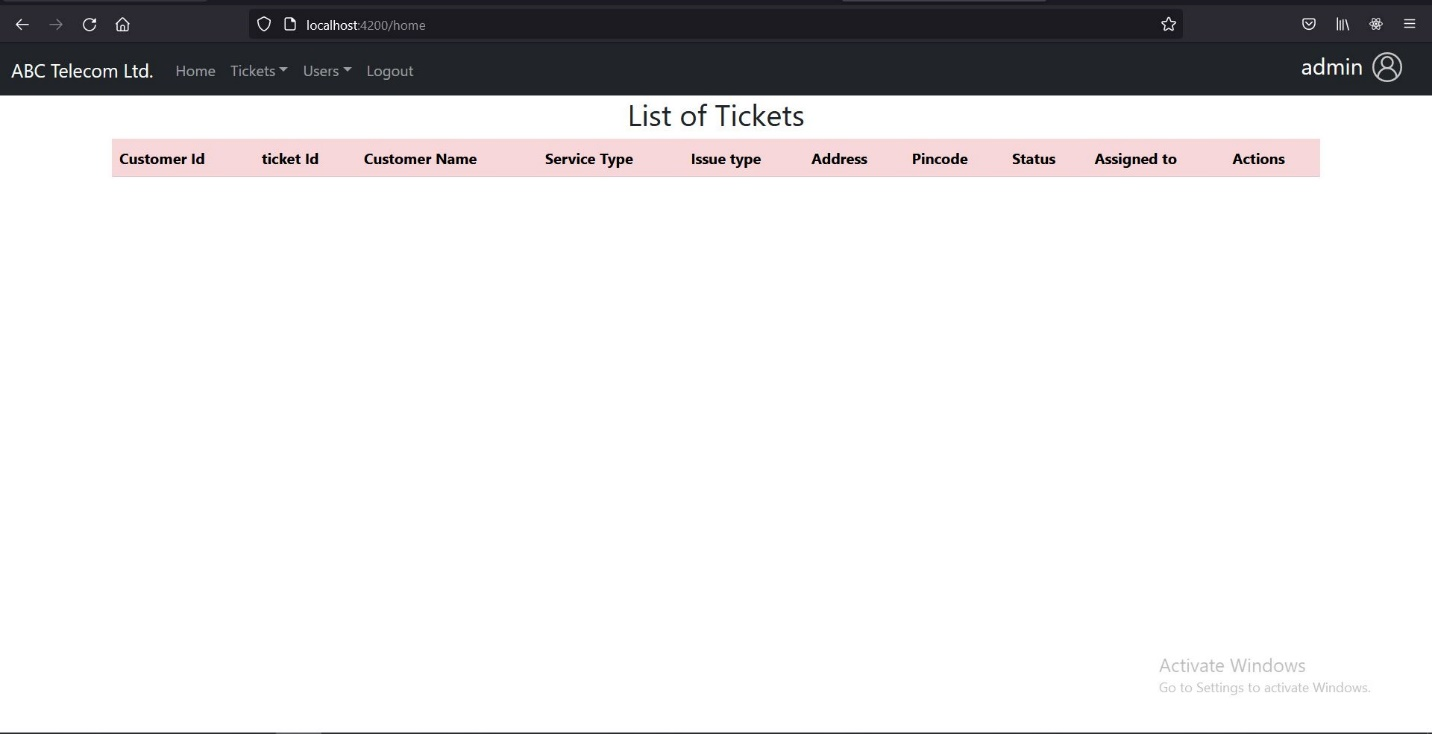 localhost:4200/home
ABC Telecom Ltd. Home Tickets Users Logout admin
List of Tickets
Customer Id ticket Id Customer Name Service Type Issue type Address Pincode Status Assigned to Actions
Activate Windows
Go to Settings to activate Windows.